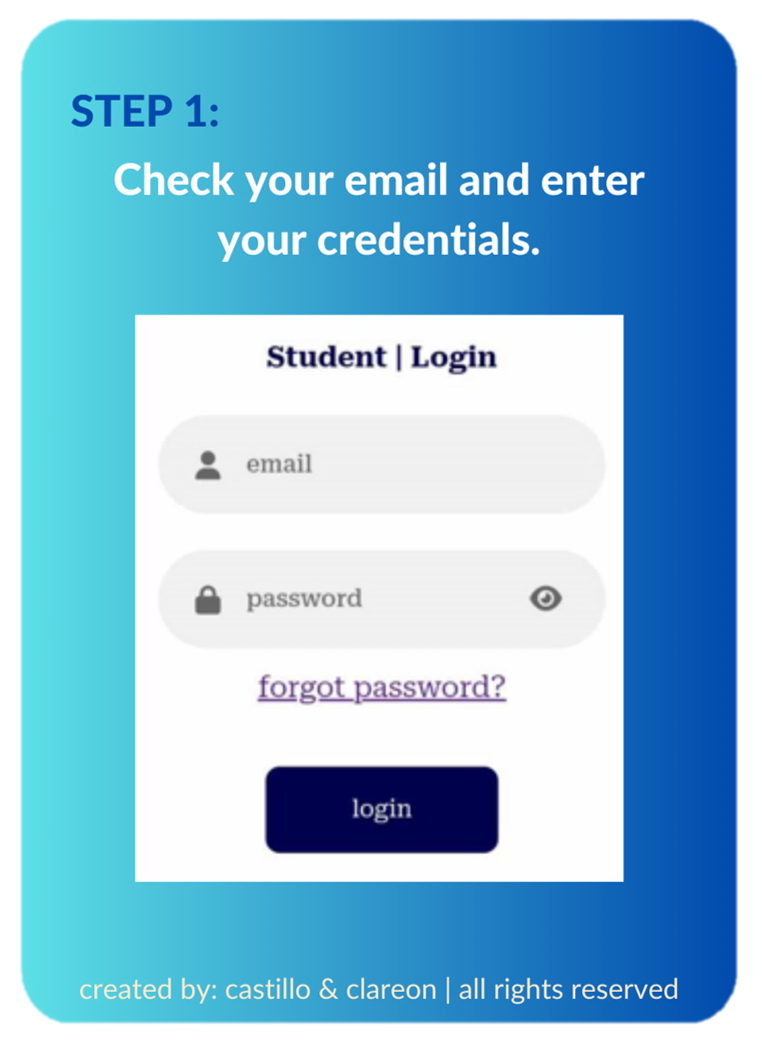 STEP 1:
Check your email and enter
your credentials.
Student | Login
email
password
forgot password?
login
created by: castillo & clareon | all rights reserved